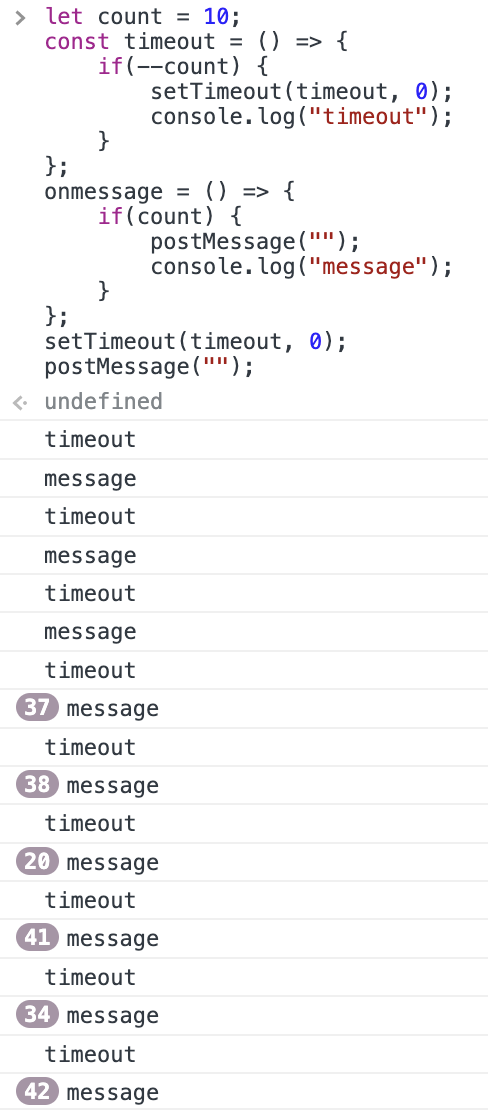 > let count = 10;
const timeout = () => {
    if(--count) {
        setTimeout(timeout, 0);
        console.log("timeout");
    }
};
onmessage = () => {
    if(count) {
        postMessage("");
        console.log("message");
    }
};
setTimeout(timeout, 0);
postMessage("");
undefined
timeout
message
timeout
message
timeout
message
timeout
37 message
timeout
38 message
timeout
20 message
timeout
41 message
timeout
34 message
timeout
42 message